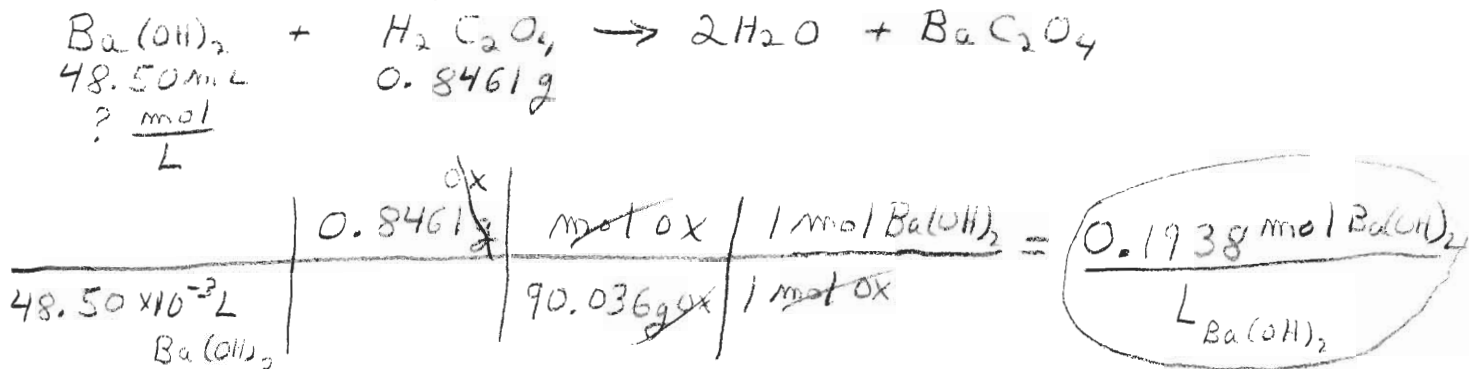 Ba(OH)₂ + H₂C₂O₄ → 2H₂O + BaC₂O₄
48.50 mL 0.8461 g
? mol/L
0.8461 g ox | mol ox | 1 mol Ba(OH)₂ = 0.1938 mol Ba(OH)₂
48.50 x10⁻³ L Ba(OH)₂ | 90.036 g ox | 1 mol ox L Ba(OH)₂